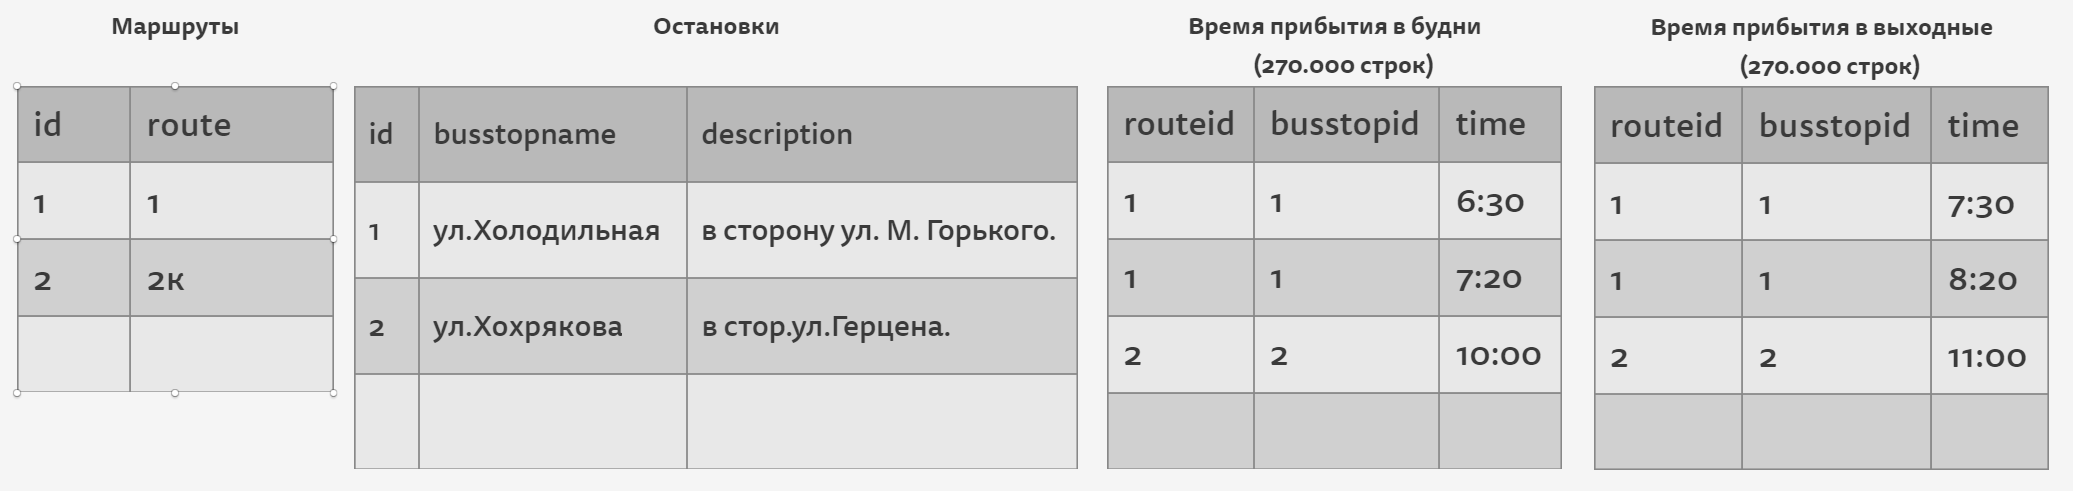 Маршруты
id route
1 1
2 2К
Остановки
id busstopname description
1 ул.Холодильная в сторону ул. М. Горького.
2 ул.Хохрякова в стор.ул.Герцена.
Время прибытия в будни
(270.000 строк)
routeid busstopid time
1 1 6:30
1 1 7:20
2 2 10:00
Время прибытия в выходные
(270.000 строк)
routeid busstopid time
1 1 7:30
1 1 8:20
2 2 11:00